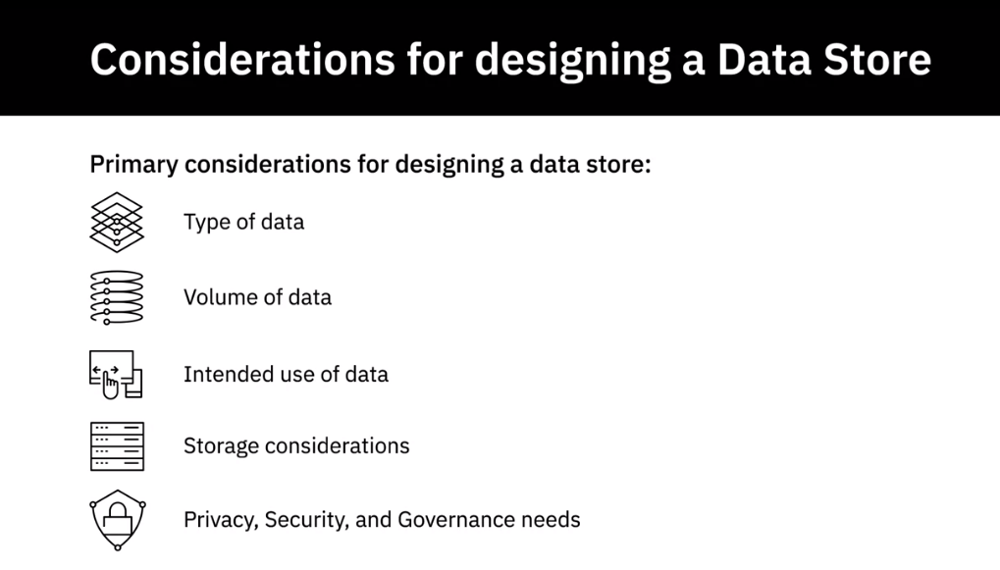 Considerations for designing a Data Store
Primary considerations for designing a data store:
Type of data
Volume of data
Intended use of data
Storage considerations
Privacy, Security, and Governance needs